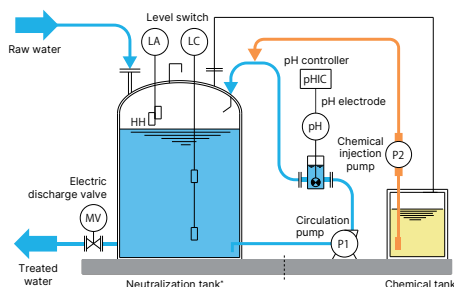 Level switch
LA
LC
Raw water
pH controller
pHIC
pH electrode
HH
pH
Chemical
injection
pump
P2
Electric
discharge valve
MV
Circulation
pump
P1
Treated
water
Neutralization tank*
Chemical tank